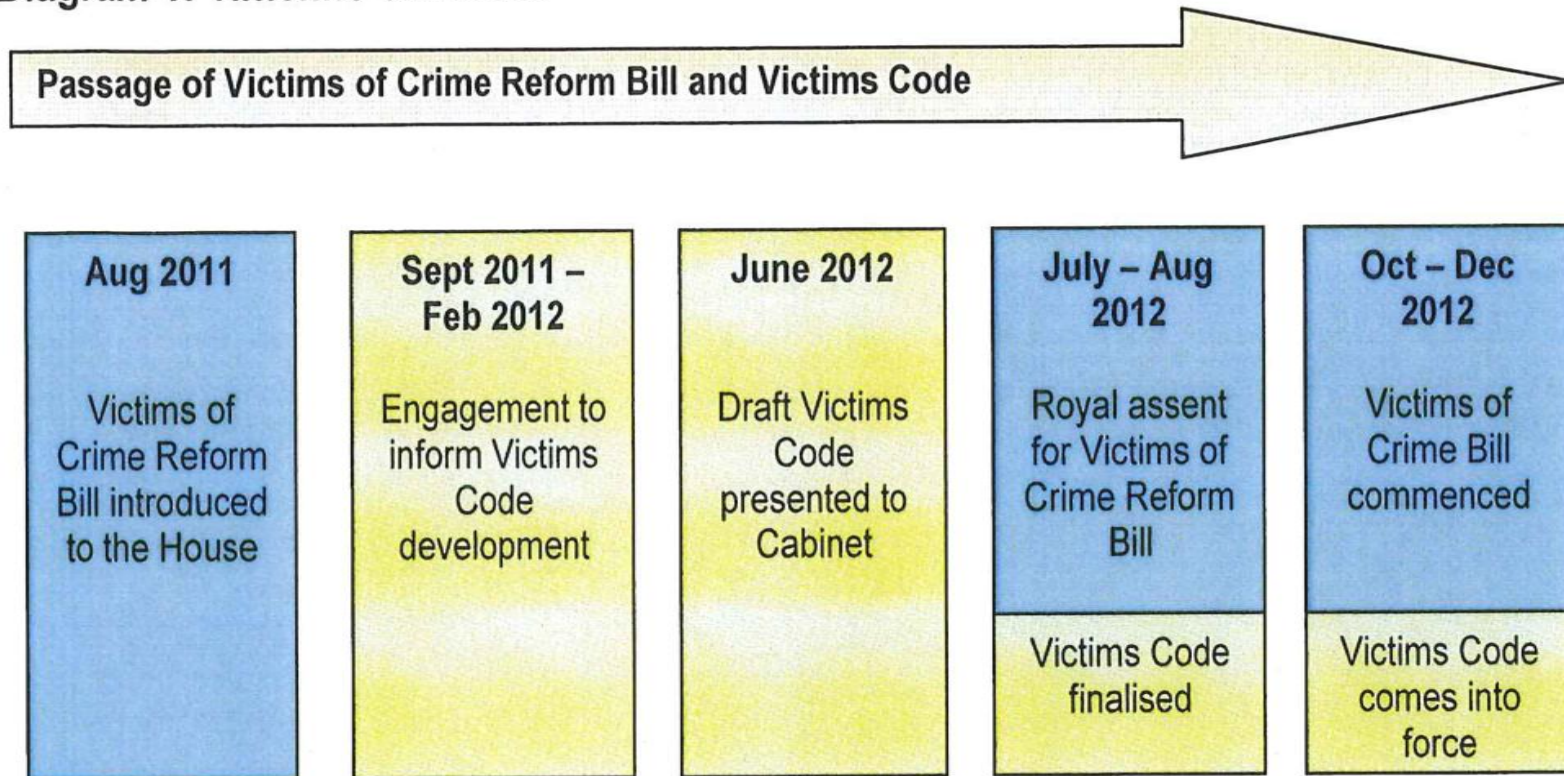 Passage of Victims of Crime Reform Bill and Victims Code
Aug 2011
Victims of
Crime Reform
Bill introduced
to the House
Sept 2011 –
Feb 2012
Engagement to
inform Victims
Code
development
June 2012
Draft Victims
Code
presented to
Cabinet
July – Aug
2012
Royal assent
for Victims of
Crime Reform
Bill
Victims Code
finalised
Oct – Dec
2012
Victims of
Crime Bill
commenced
Victims Code
comes into
force